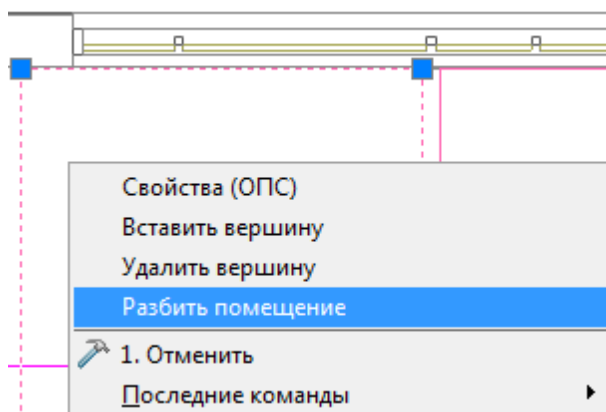 Свойства (ОПС)
Вставить вершину
Удалить вершину
Разбить помещение
1. Отменить
Последние команды